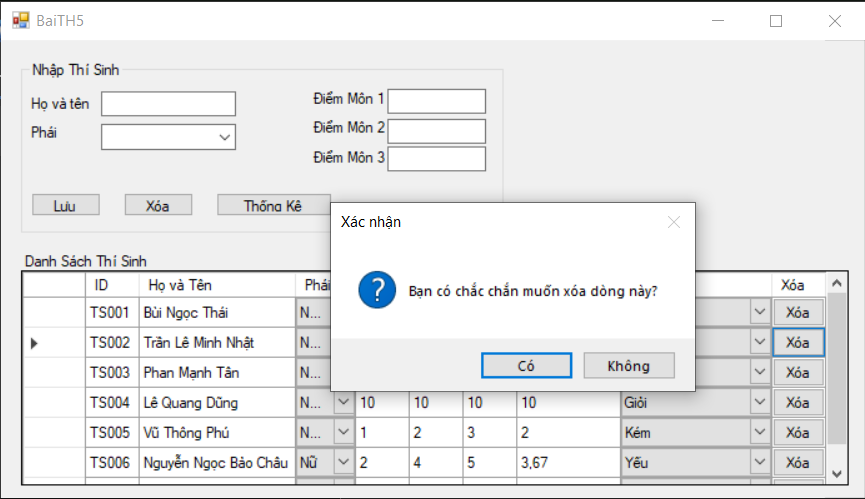 BaiTH5
Nhập Thí Sinh
Họ và tên
Điểm Môn 1
Phái
Điểm Môn 2
Điểm Môn 3
Lưu Xóa Thống Kê
Xác nhận
Bạn có chắc chắn muốn xóa dòng này?
Có Không
Danh Sách Thí Sinh
ID Họ và Tên Phái Xóa
TS001 Bùi Ngọc Thái N... Xóa
TS002 Trần Lê Minh Nhật Xóa
TS003 Phan Mạnh Tân Xóa
TS004 Lê Quang Dũng N... 10 10 10 10 Giỏi Xóa
TS005 Vũ Thông Phú N... 1 2 3 2 Kém Xóa
TS006 Nguyễn Ngọc Bảo Châu Nữ 2 4 5 3,67 Yếu Xóa